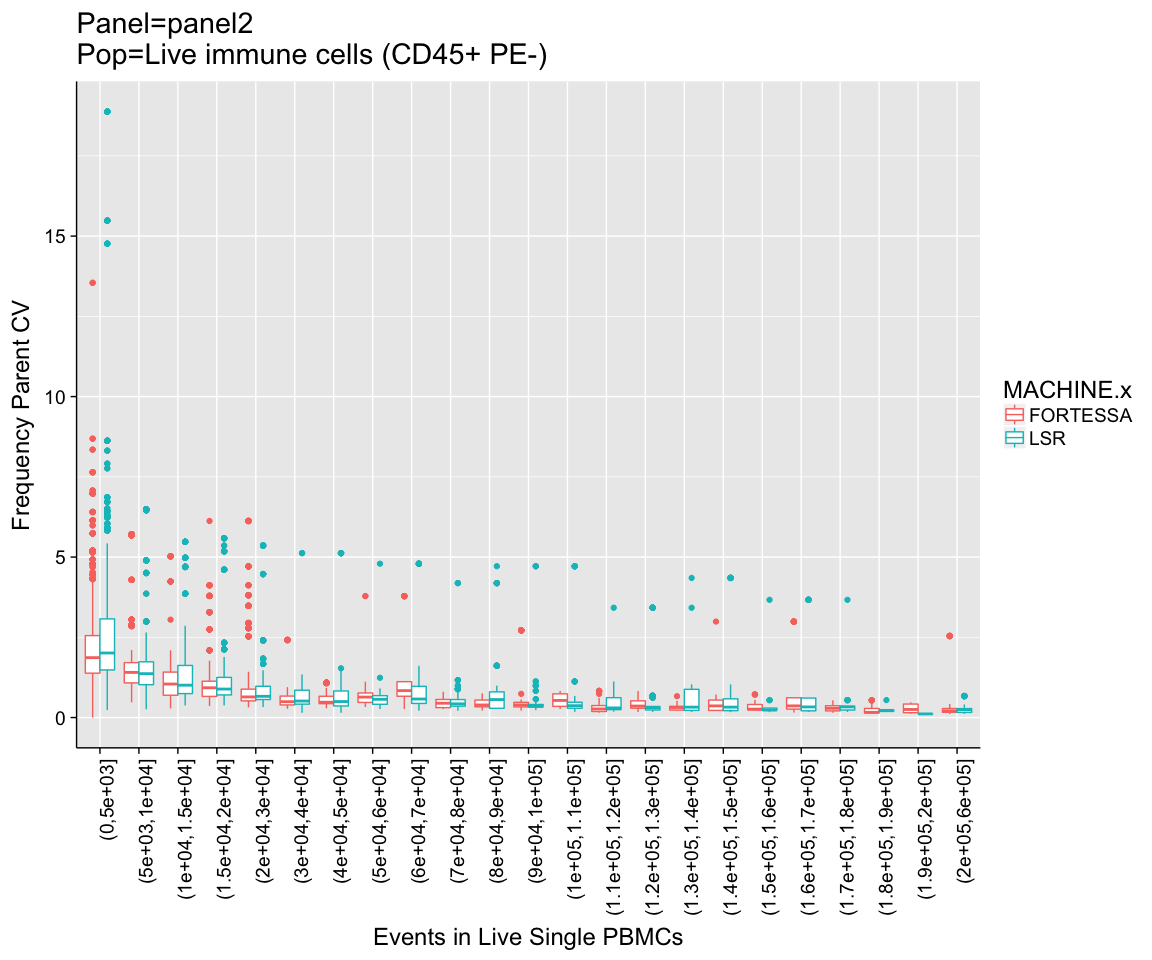 Panel=panel2
Pop=Live immune cells (CD45+ PE-)
Frequency Parent CV
15
10
5
0
(0,5e+03]
(5e+03,1e+04]
(1e+04,1.5e+04]
(1.5e+04,2e+04]
(2e+04,3e+04]
(3e+04,4e+04]
(4e+04,5e+04]
(5e+04,6e+04]
(6e+04,7e+04]
(7e+04,8e+04]
(8e+04,9e+04]
(9e+04,1e+05]
(1e+05,1.1e+05]
(1.1e+05,1.2e+05]
(1.2e+05,1.3e+05]
(1.3e+05,1.4e+05]
(1.4e+05,1.5e+05]
(1.5e+05,1.6e+05]
(1.6e+05,1.7e+05]
(1.7e+05,1.8e+05]
(1.8e+05,1.9e+05]
(1.9e+05,2e+05]
(2e+05,6e+05]
Events in Live Single PBMCs
MACHINE.x
FORTESSA
LSR